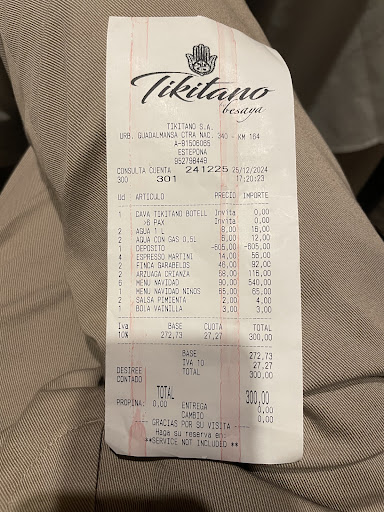 Tikitano
besaya
TIKITANO S.A.
URB. GUADALMANSA CTRA NAC. 340 - KM 164
A-81506065
ESTEPONA
952798449
CONSULTA CUENTA 241225 25/12/2024
300 301 17:20:23
Ud ARTICULO PRECIO IMPORTE
1 CAVA TIKITANO BOTELL Invita 0,00
>6 PAX Invita 0,00
2 AGUA 1 L 8,00 16,00
2 AGUA CON GAS 0,5L 6,00 12,00
1 DEPOSITO -605,00 -605,00
4 ESPRESSO MARTINI 14,00 56,00
2 FINCA GARABELOS 46,00 92,00
2 ARZUAGA CRIANZA 58,00 116,00
6 MENU NAVIDAD 90,00 540,00
1 MENU NAVIDAD NIÑOS 65,00 65,00
2 SALSA PIMIENTA 2,00 4,00
1 BOLA VAINILLA 3,00 3,00
Iva BASE CUOTA TOTAL
10% 272,73 27,27 300,00
BASE 272,73
IVA 10 27,27
DESIREE TOTAL 300,00
CONTADO
TOTAL 300,00
PROPINA: 0,00 ENTREGA 0,00
CAMBIO 0,00
GRACIAS POR SU VISITA
Haga su reserva en:
**SERVICE NOT INCLUDED **